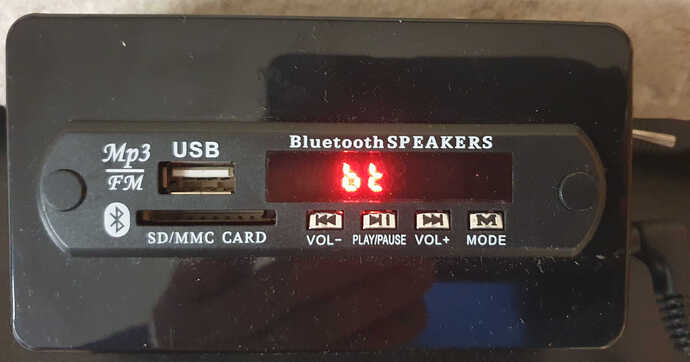 Bluetooth SPEAKERS
Mp3
FM
USB
bt
SD/MMC CARD
VOL-
PLAY/PAUSE
VOL+
M
MODE